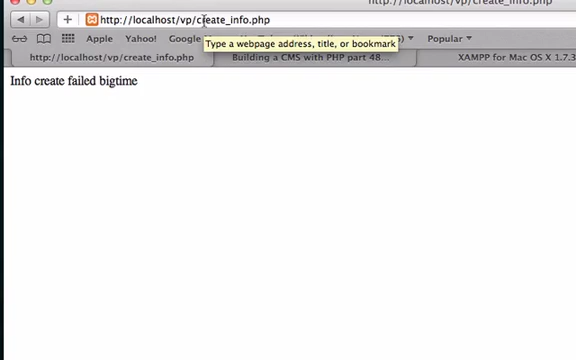 http://localhost/vp/create_info.php
http://localhost/vp/create_info.php
Type a webpage address, title, or bookmark
Apple Yahoo! Google Popular
http://localhost/vp/create_info.php Building a CMS with PHP part 48... XAMPP for Mac OS X 1.7.3
Info create failed bigtime